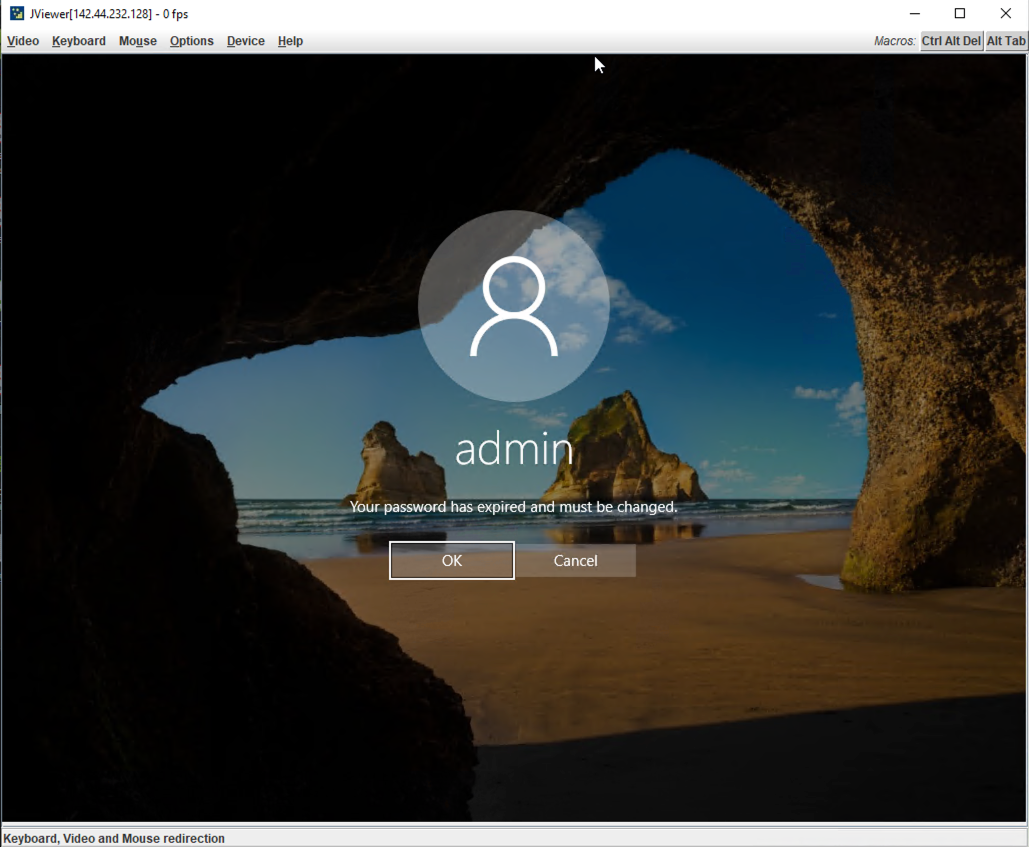 JViewer[142.44.232.128] - 0 fps
Video Keyboard Mouse Options Device Help Macros: Ctrl Alt Del Alt Tab
admin
Your password has expired and must be changed.
OK Cancel
Keyboard, Video and Mouse redirection